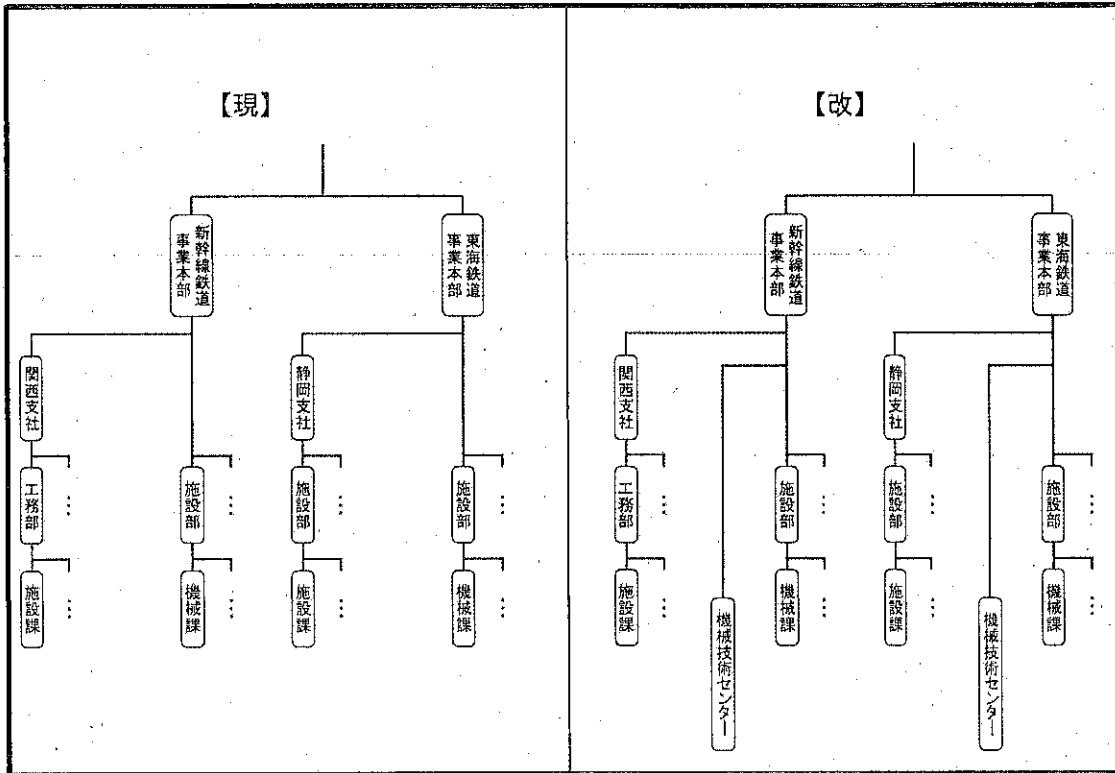 【現】
新幹線鉄道
事業本部
東海鉄道
事業本部
関西支社
静岡支社
工務部
…
施設部
…
施設部
…
施設部
…
施設課
…
機械課
…
施設課
…
機械課
…
【改】
新幹線鉄道
事業本部
東海鉄道
事業本部
関西支社
静岡支社
工務部
…
施設部
…
施設部
…
施設部
…
施設課
…
機械課
…
施設課
…
機械課
…
機械技術センター
機械技術センター